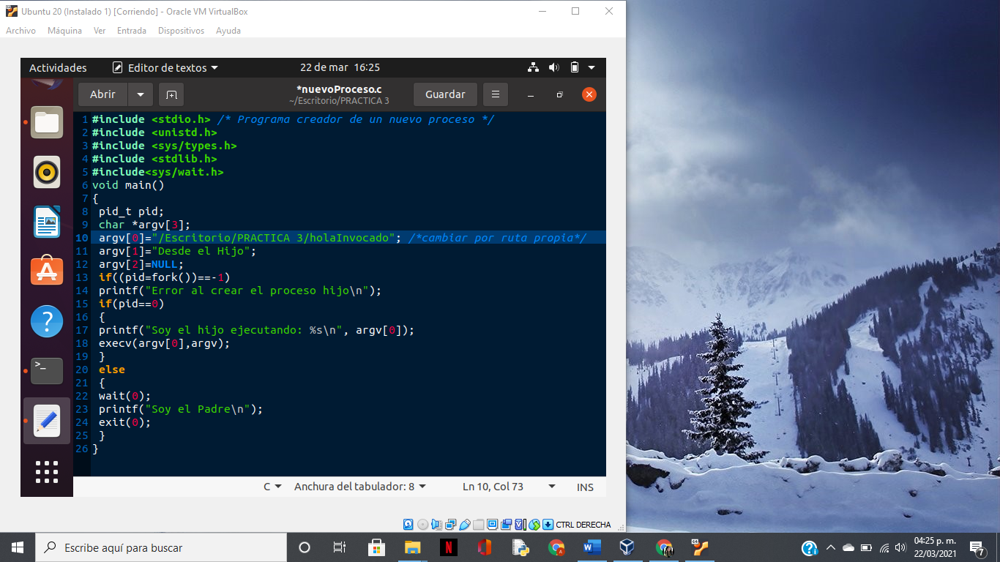 Ubuntu 20 (Instalado 1) [Corriendo] - Oracle VM VirtualBox
Archivo Máquina Ver Entrada Dispositivos Ayuda
Actividades Editor de textos 22 de mar 16:25
Abrir *nuevoProceso.c Guardar
~/Escritorio/PRACTICA 3
1 #include <stdio.h> /* Programa creador de un nuevo proceso */
2 #include <unistd.h>
3 #include <sys/types.h>
4 #include <stdlib.h>
5 #include<sys/wait.h>
6 void main()
7 {
8 pid_t pid;
9 char *argv[3];
10 argv[0]="/Escritorio/PRACTICA 3/holaInvocado"; /*cambiar por ruta propia*/
11 argv[1]="Desde el Hijo";
12 argv[2]=NULL;
13 if((pid=fork())==-1)
14 printf("Error al crear el proceso hijo\n");
15 if(pid==0)
16 {
17 printf("Soy el hijo ejecutando: %s\n", argv[0]);
18 execv(argv[0],argv);
19 }
20 else
21 {
22 wait(0);
23 printf("Soy el Padre\n");
24 exit(0);
25 }
26 }
C Anchura del tabulador: 8 Ln 10, Col 73 INS
CTRL DERECHA
Escribe aquí para buscar
04:25 p. m.
22/03/2021
7